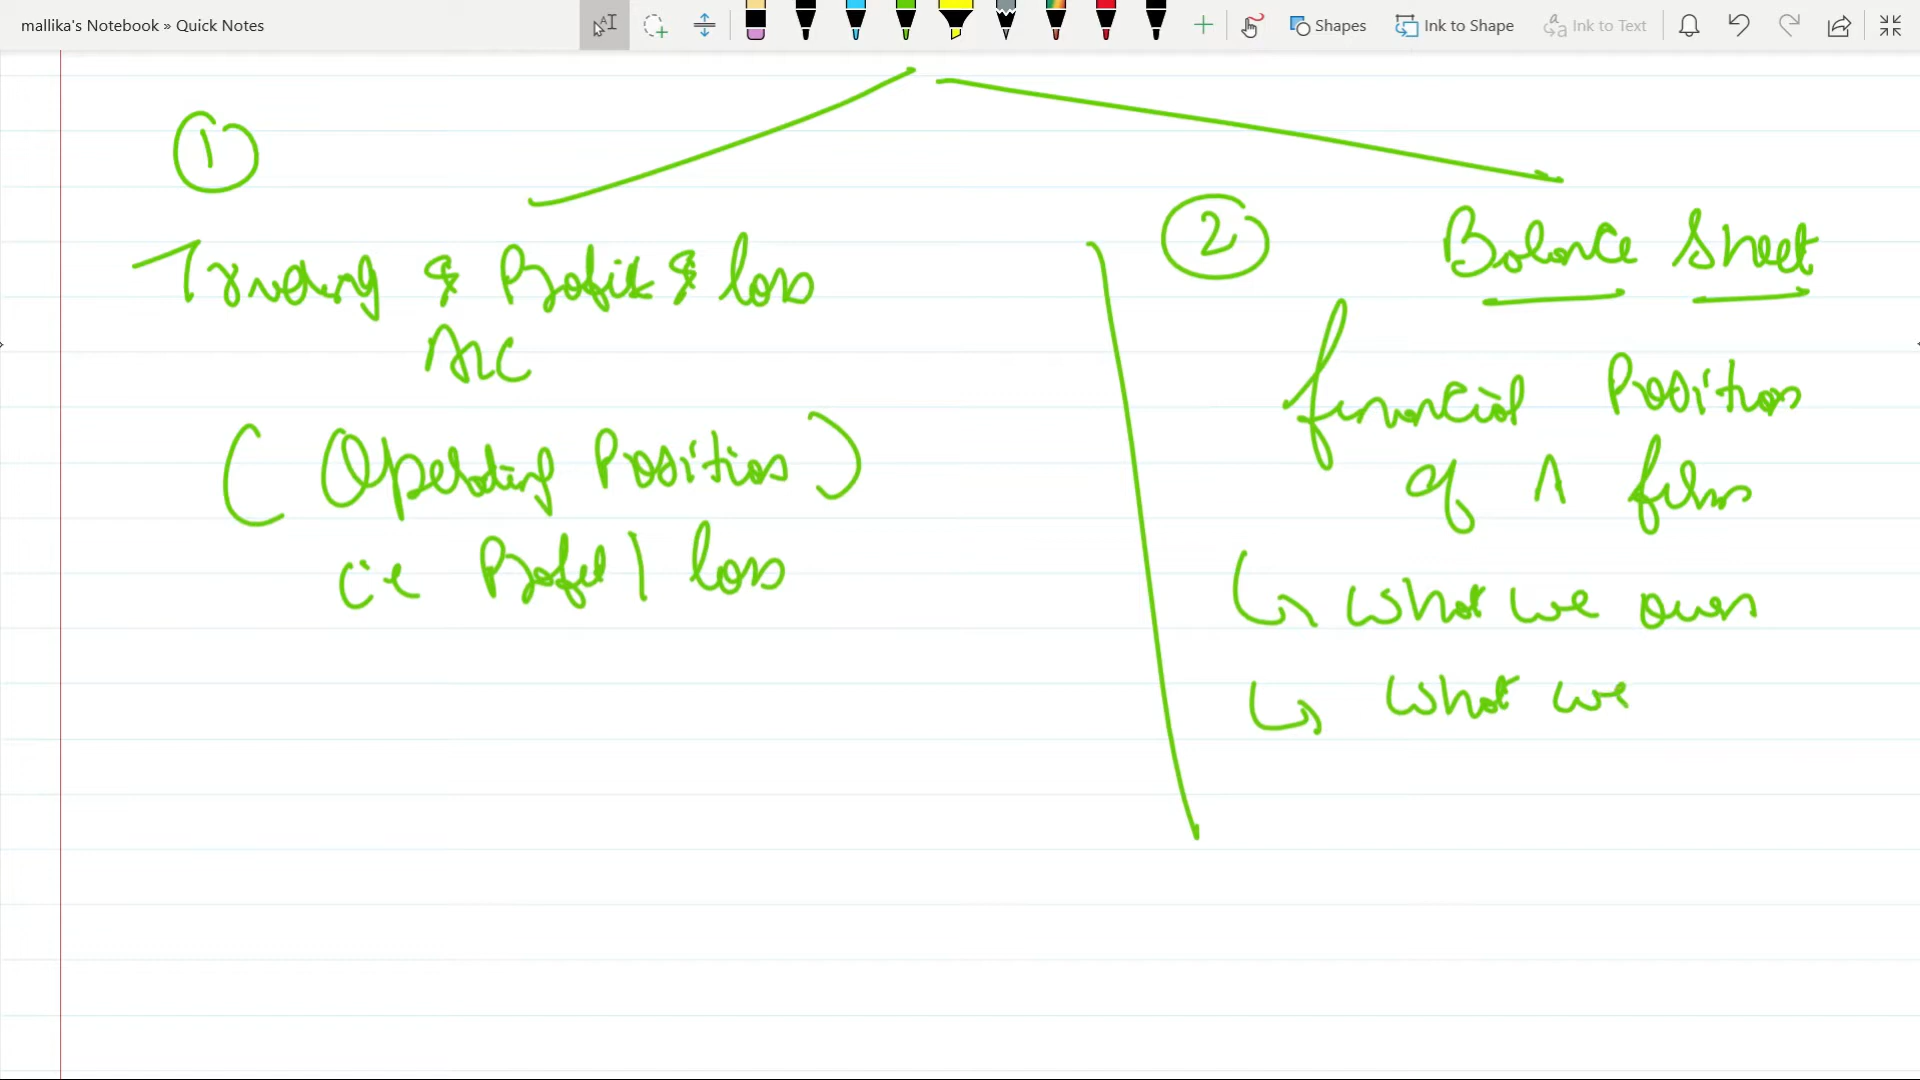 mallika's Notebook » Quick Notes
Shapes
Ink to Shape
Ink to Text
1
Trading & Profit & loss
A/C
(Operating Position)
i.e Profit / loss
2
Balance Sheet
financial Position
of A firm
↳ what we own
↳ what we